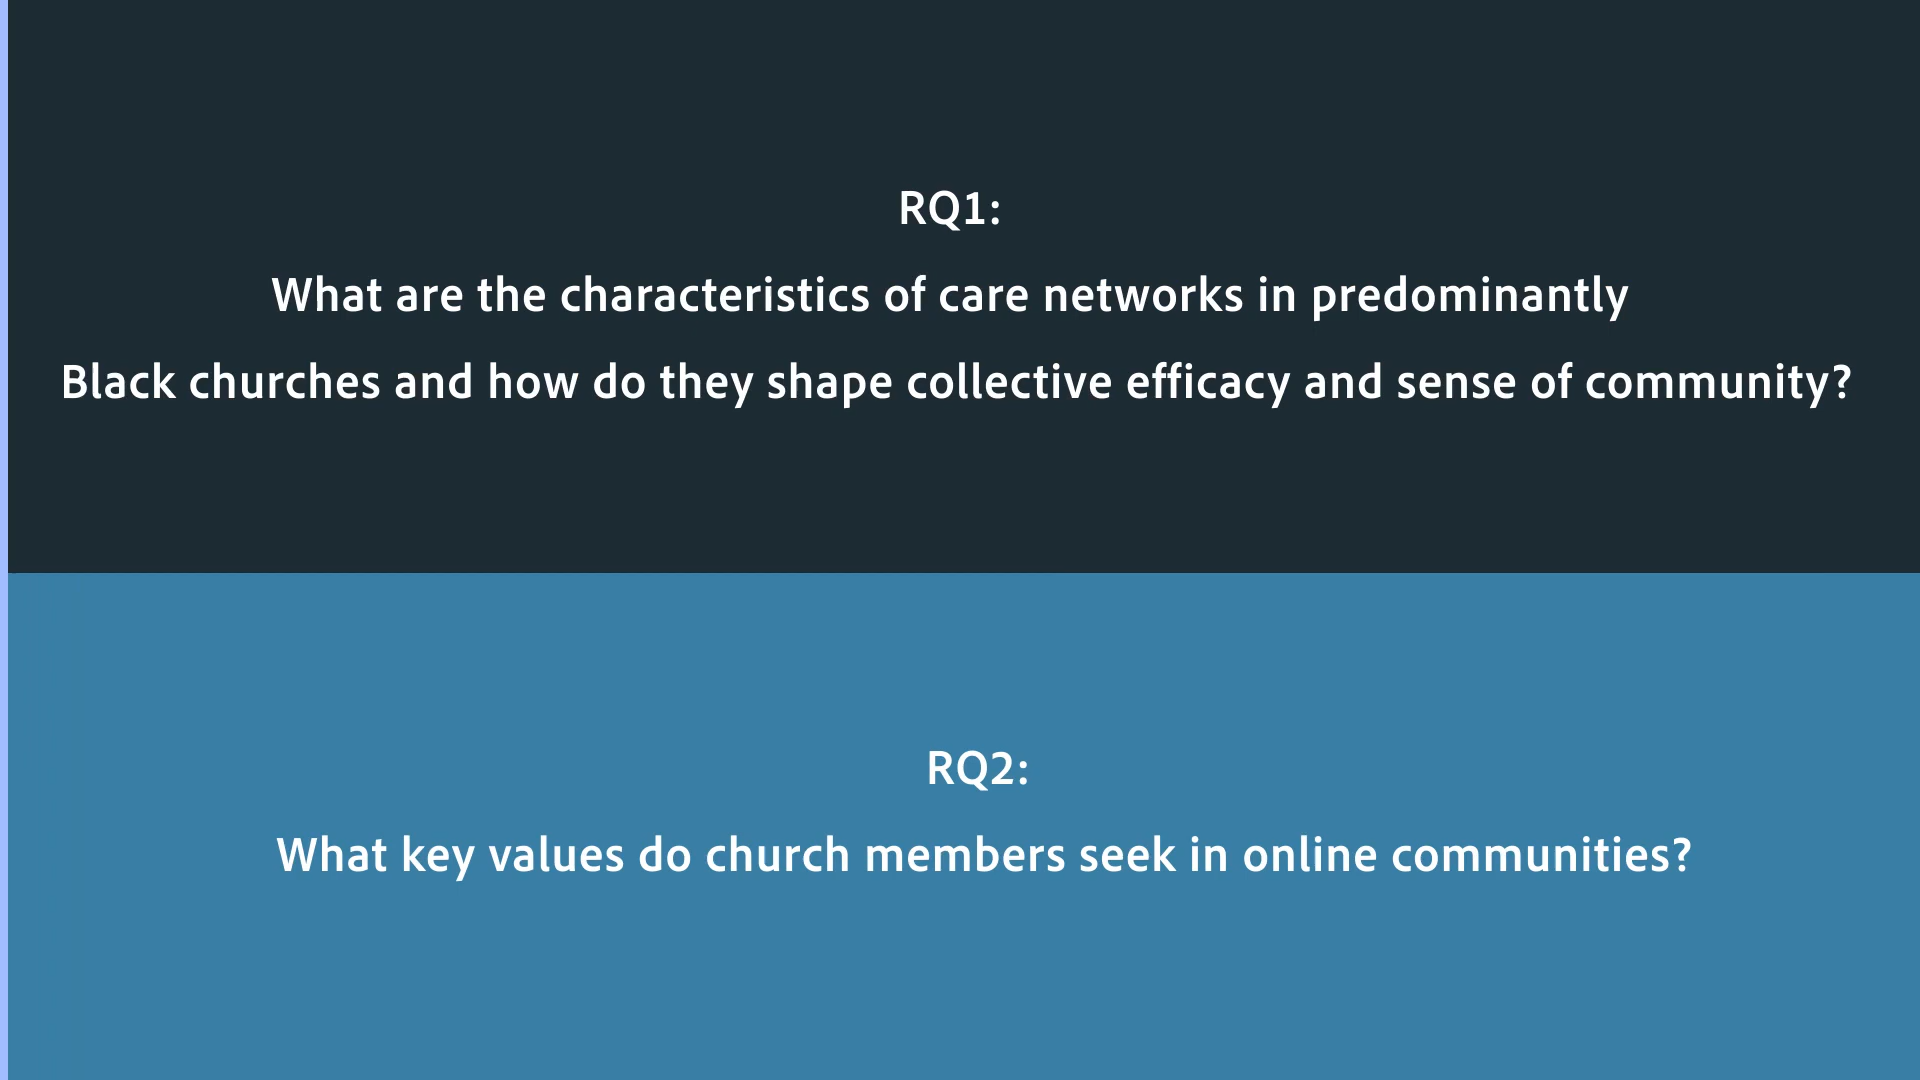 RQ1:
What are the characteristics of care networks in predominantly
Black churches and how do they shape collective efficacy and sense of community?
RQ2:
What key values do church members seek in online communities?